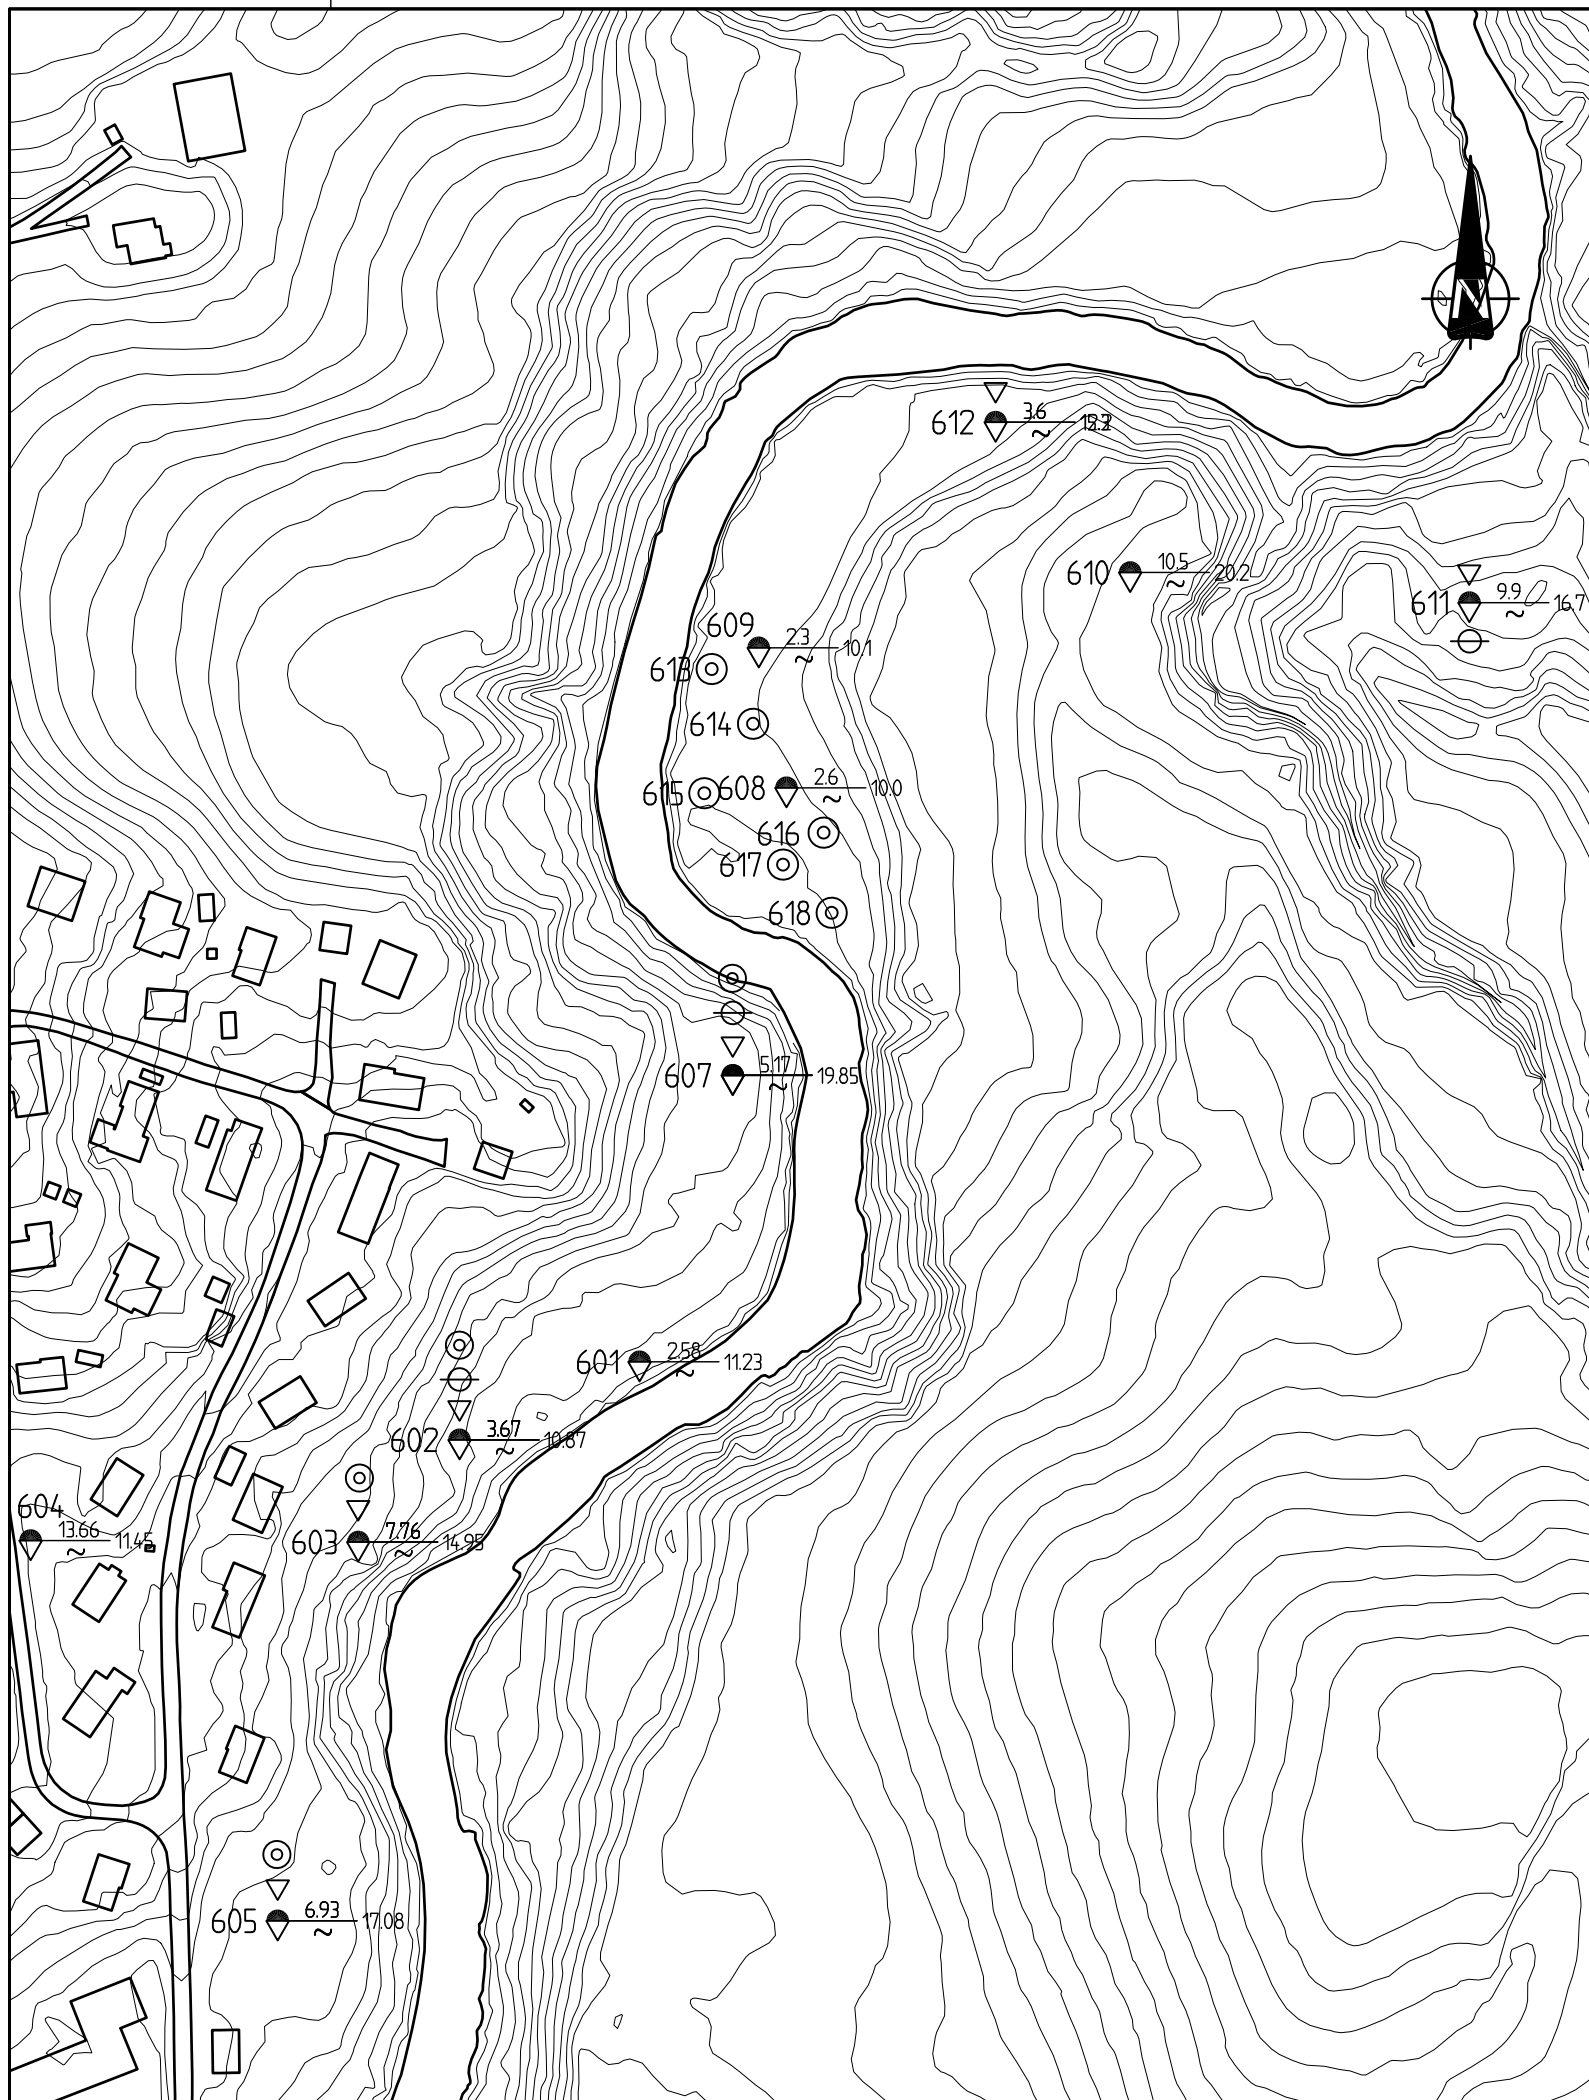 N
612 3.6 ~
610 10.5 ~ 20.2
611 9.9 ~ 16.7
609 2.3 ~ 10.1
613
614
615
608 2.6 ~ 10.0
616
617
618
607 5.17 ~ 19.85
601 2.58 ~ 11.23
602 3.67 ~ 10.87
604 13.66 ~ 11.45
603 7.76 ~ 14.95
605 6.93 ~ 17.08